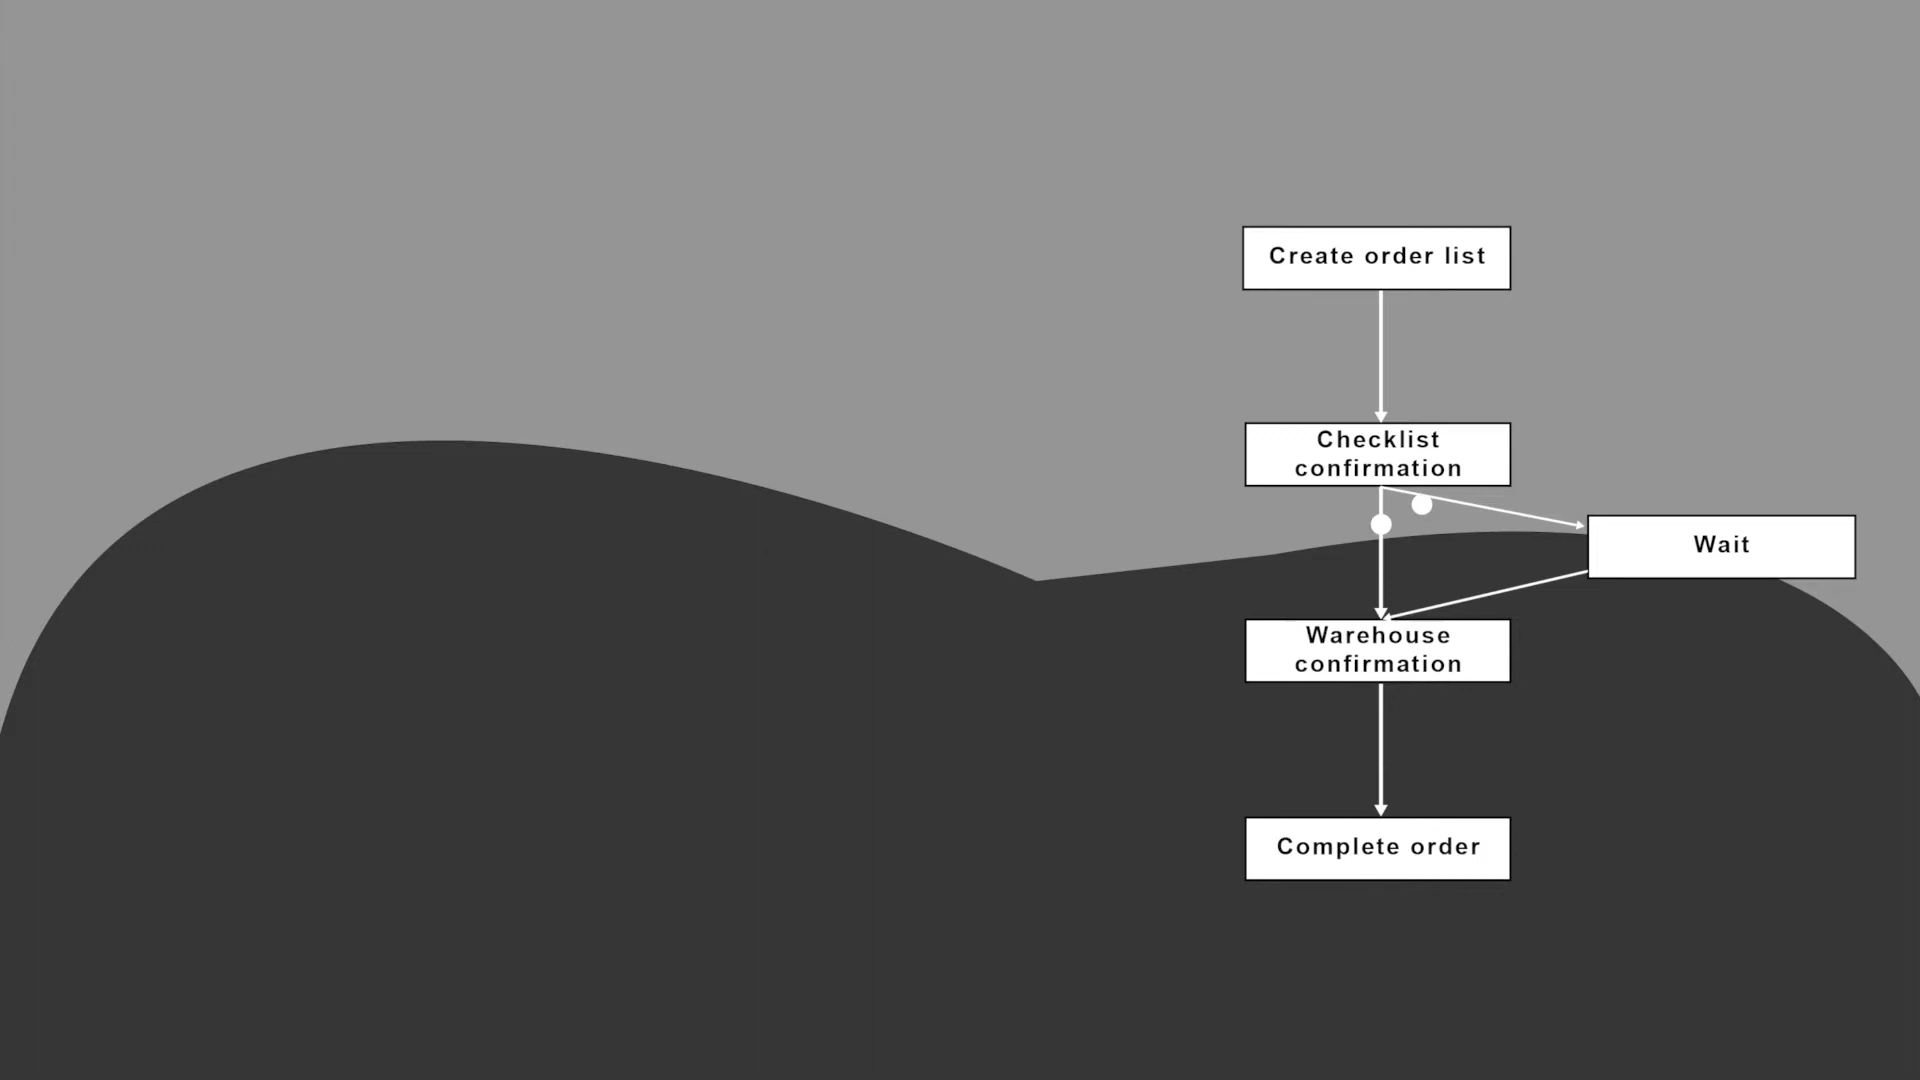 Create order list
Checklist
confirmation
Wait
Warehouse
confirmation
Complete order